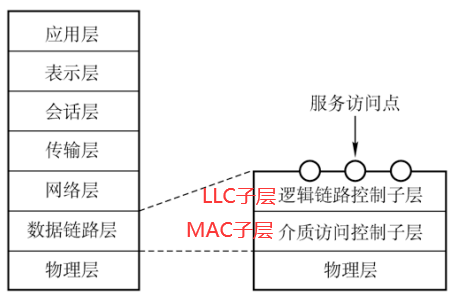 应用层
表示层
会话层
传输层
网络层
数据链路层
物理层
服务访问点
LLC子层 逻辑链路控制子层
MAC子层 介质访问控制子层
物理层